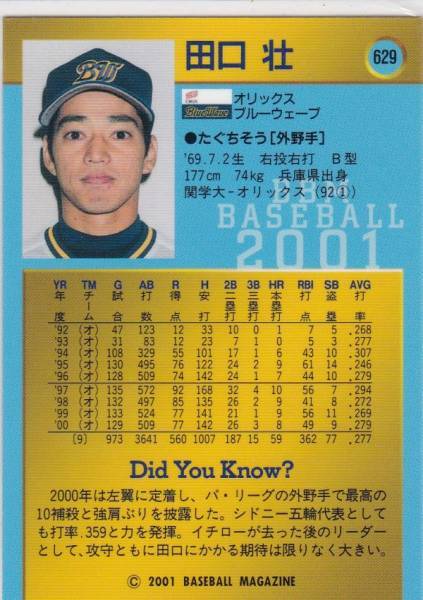 田口 壮
629
BW
ORIX
BlueWave
オリックス
ブルーウェーブ
●たぐちそう[外野手]
'69.7.2生 右投右打 B型
177cm 74kg 兵庫県出身
関学大-オリックス(92①)
BBM
BASEBALL
2001
YR TM G AB R H 2B 3B HR RBI SB AVG
年度 チーム 試合 打数 得点 安打 二塁打 三塁打 本塁打 打点 盗塁 打率
'92 (オ) 47 123 12 33 10 0 1 7 5 .268
'93 (オ) 31 83 12 23 7 1 0 5 3 .277
'94 (オ) 108 329 55 101 17 1 6 43 10 .307
'95 (オ) 130 495 76 122 24 2 9 61 14 .246
'96 (オ) 128 509 74 142 24 1 7 44 10 .279
'97 (オ) 135 572 92 168 32 4 10 56 7 .294
'98 (オ) 132 497 135 26 2 9 41 8 .272
'99 (オ) 133 524 77 141 21 1 9 56 11 .269
'00 (オ) 129 509 77 142 26 3 8 49 9 .279
(9) 973 3641 560 1007 187 15 59 362 77 .277
Did You Know?
2000年は左翼に定着し、パ・リーグの外野手で最高の
10補殺と強肩ぶりを披露した。シドニー五輪代表として
も打率.359と力を発揮。イチローが去った後のリーダー
として、攻守ともに田口にかかる期待は限りなく大きい。
© 2001 BASEBALL MAGAZINE